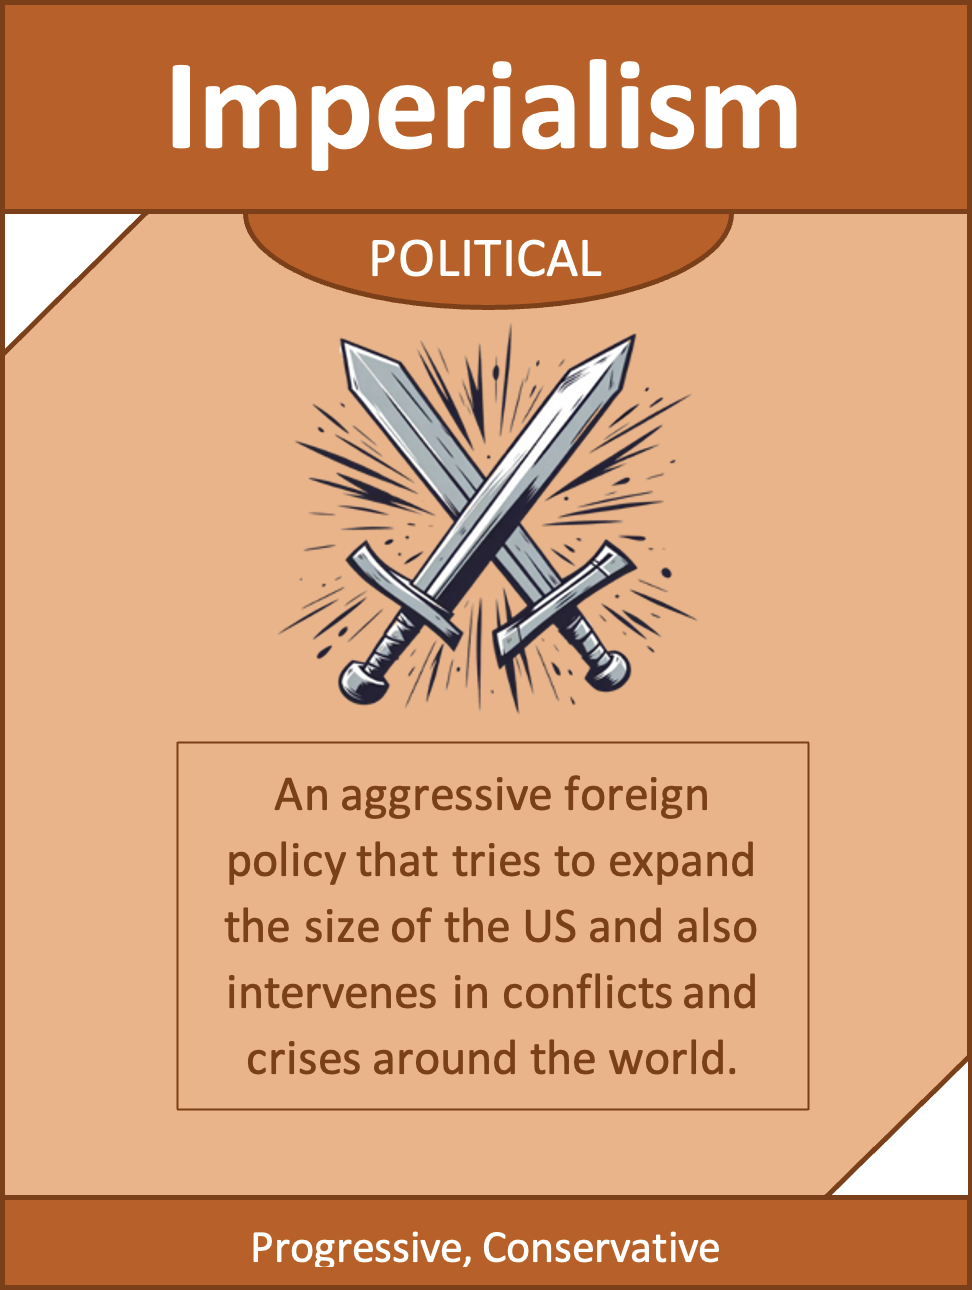 Imperialism
POLITICAL
An aggressive foreign
policy that tries to expand
the size of the US and also
intervenes in conflicts and
crises around the world.
Progressive, Conservative